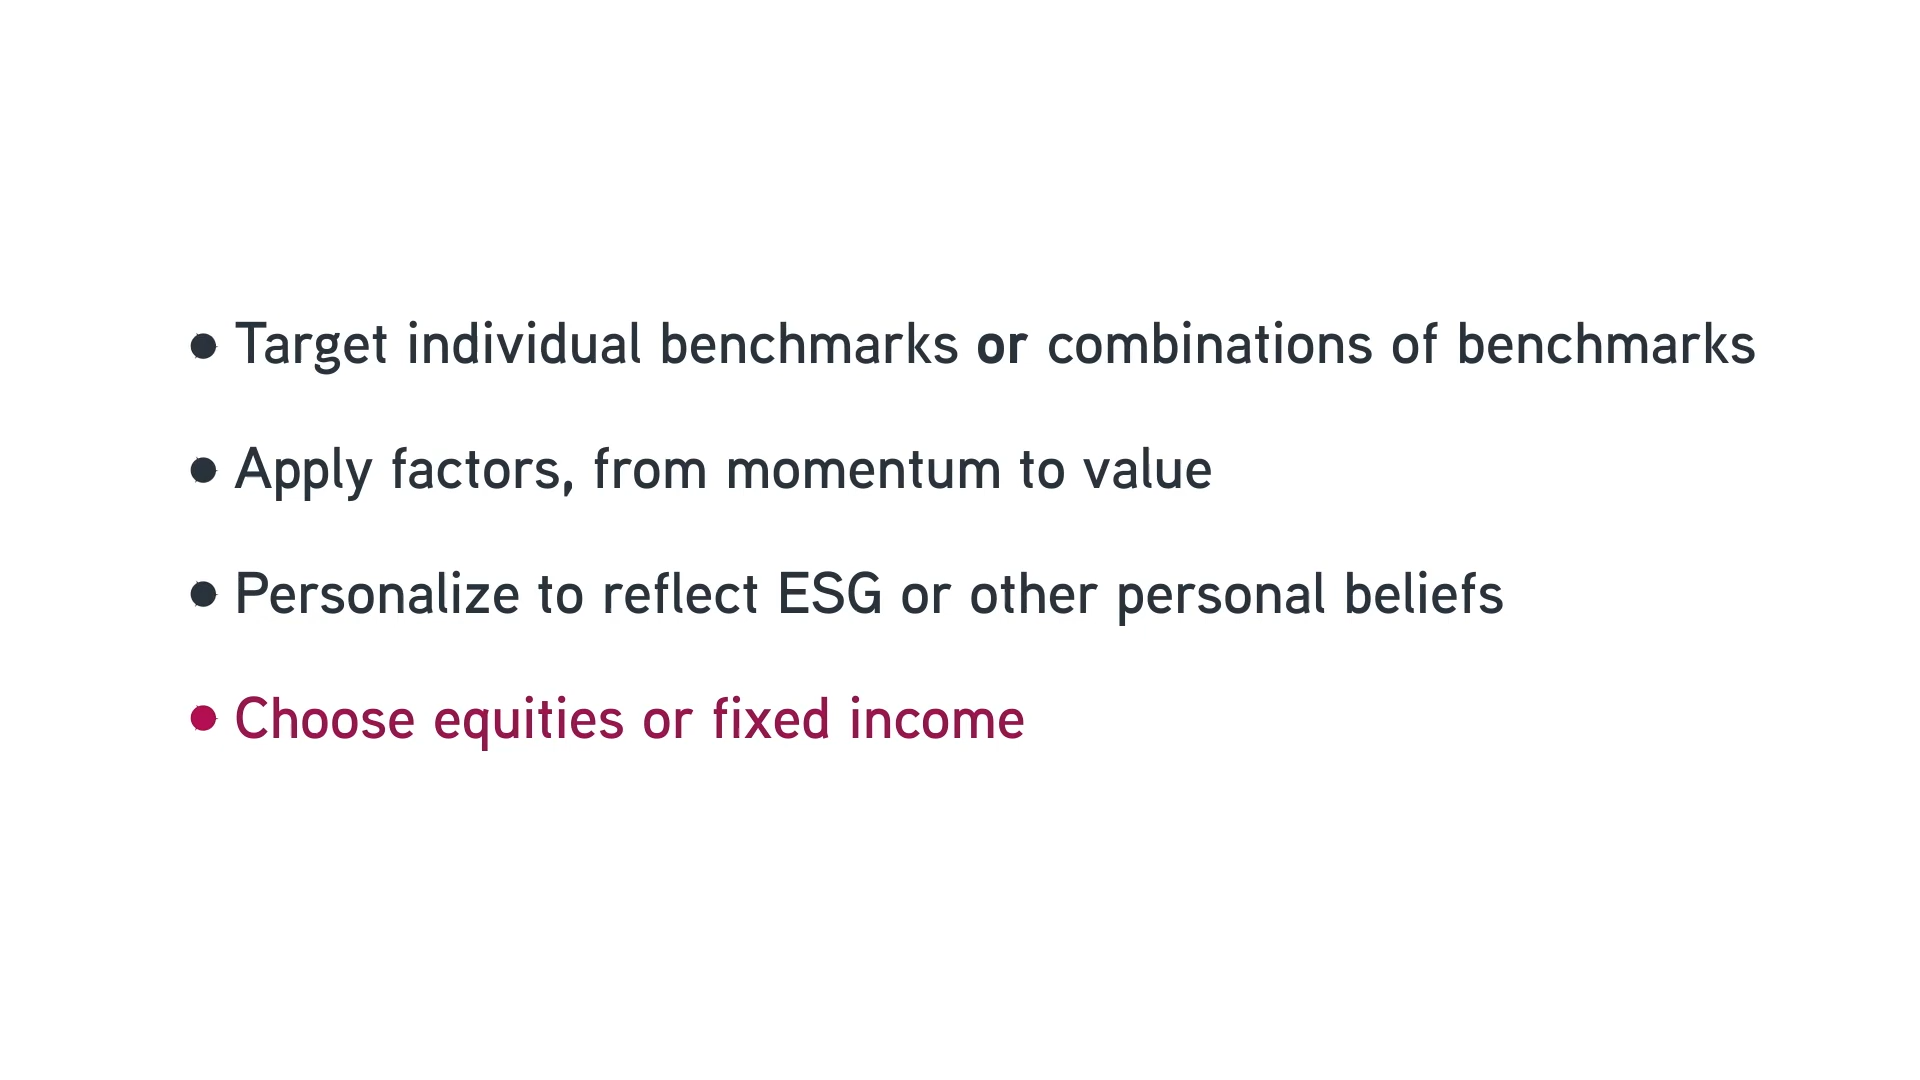 • Target individual benchmarks or combinations of benchmarks
• Apply factors, from momentum to value
• Personalize to reflect ESG or other personal beliefs
• Choose equities or fixed income